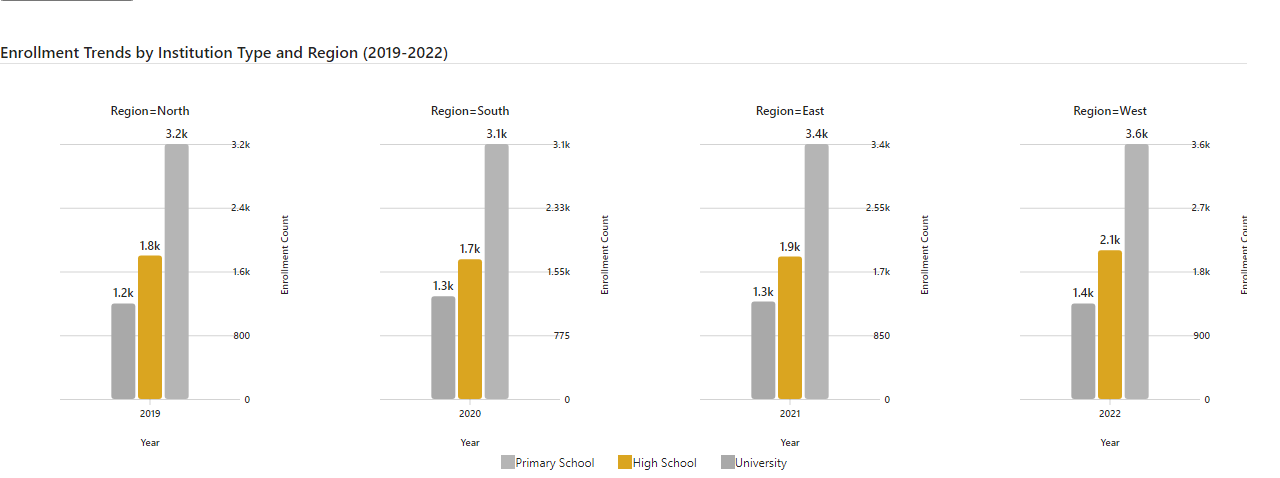 Enrollment Trends by Institution Type and Region (2019-2022)
Region=North
3.2k
3.2k
2.4k
1.8k
1.6k
1.2k
800
0
Enrollment Count
2019
Year
Region=South
3.1k
3.1k
2.33k
1.7k
1.55k
1.3k
775
0
Enrollment Count
2020
Year
Region=East
3.4k
3.4k
2.55k
1.9k
1.7k
1.3k
850
0
Enrollment Count
2021
Year
Region=West
3.6k
3.6k
2.7k
2.1k
1.8k
1.4k
900
0
Enrollment Count
2022
Year
Primary School High School University